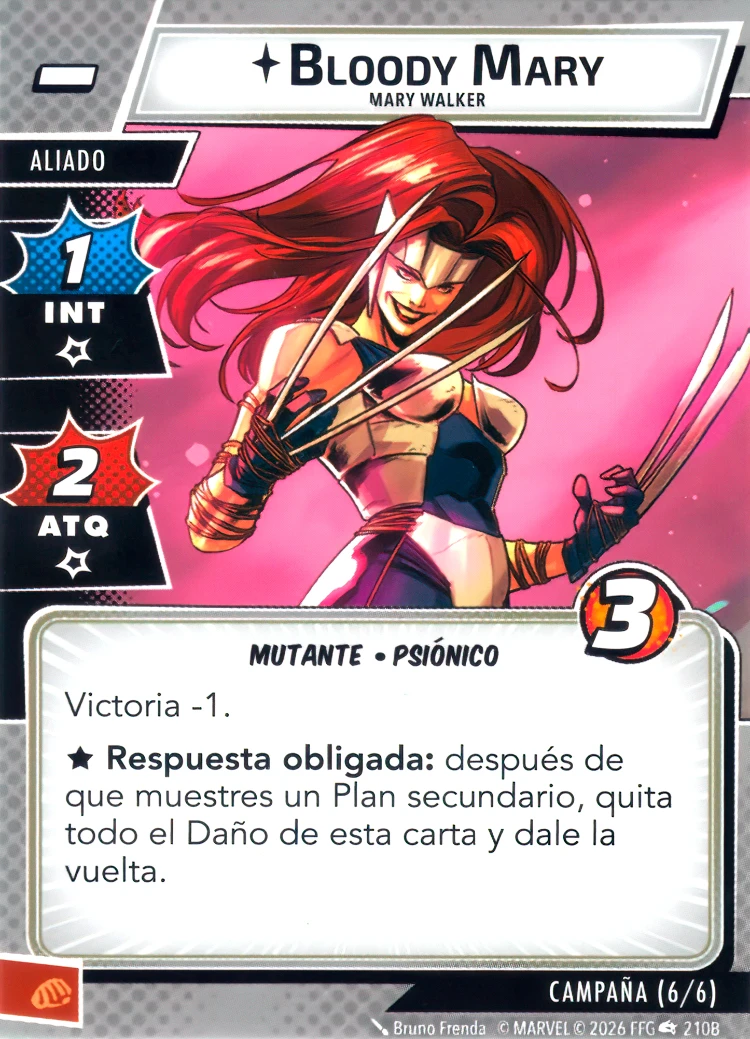 BLOODY MARY
MARY WALKER
ALIADO
1
INT
2
ATQ
3
MUTANTE • PSIÓNICO
Victoria -1.
★ Respuesta obligada: después de
que muestres un Plan secundario, quita
todo el Daño de esta carta y dale la
vuelta.
CAMPAÑA (6/6)
Bruno Frenda © MARVEL © 2026 FFG 210B